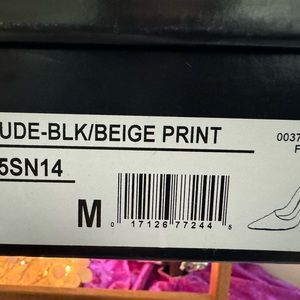 UDE-BLK/BEIGE PRINT
0037
F
5SN14
M
0 17126 77244 5